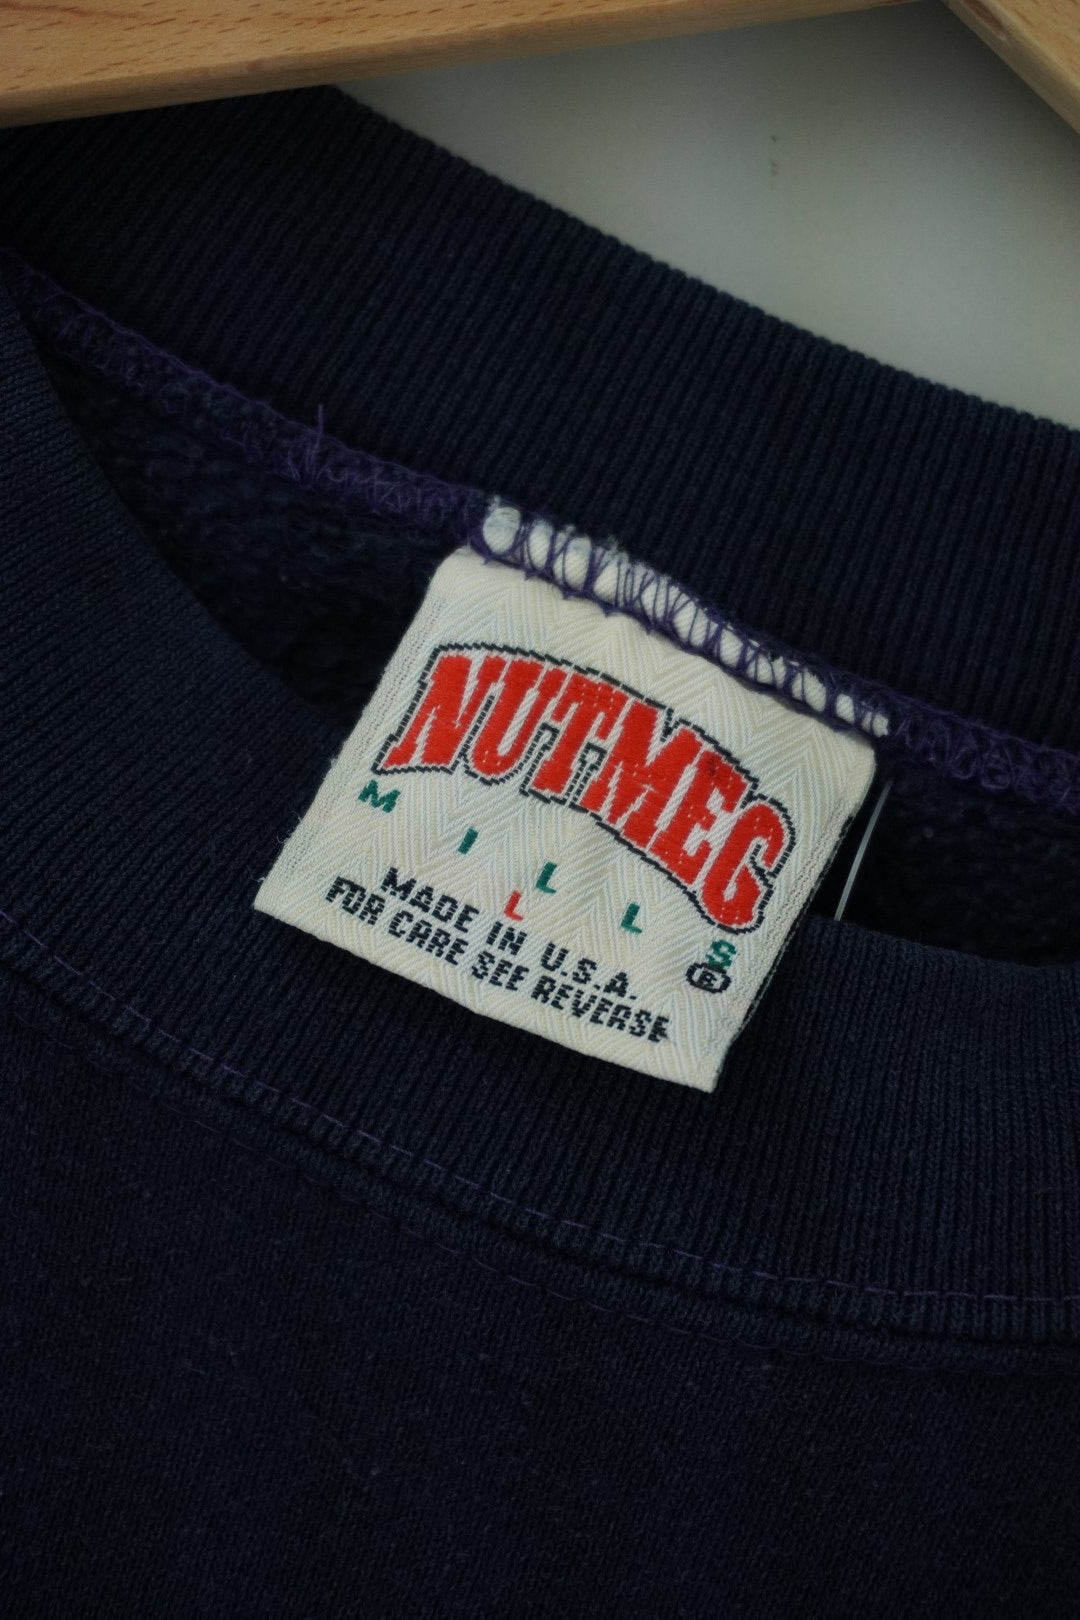 NUTMEG
MILLS
®
L
MADE IN U.S.A.
FOR CARE SEE REVERSE